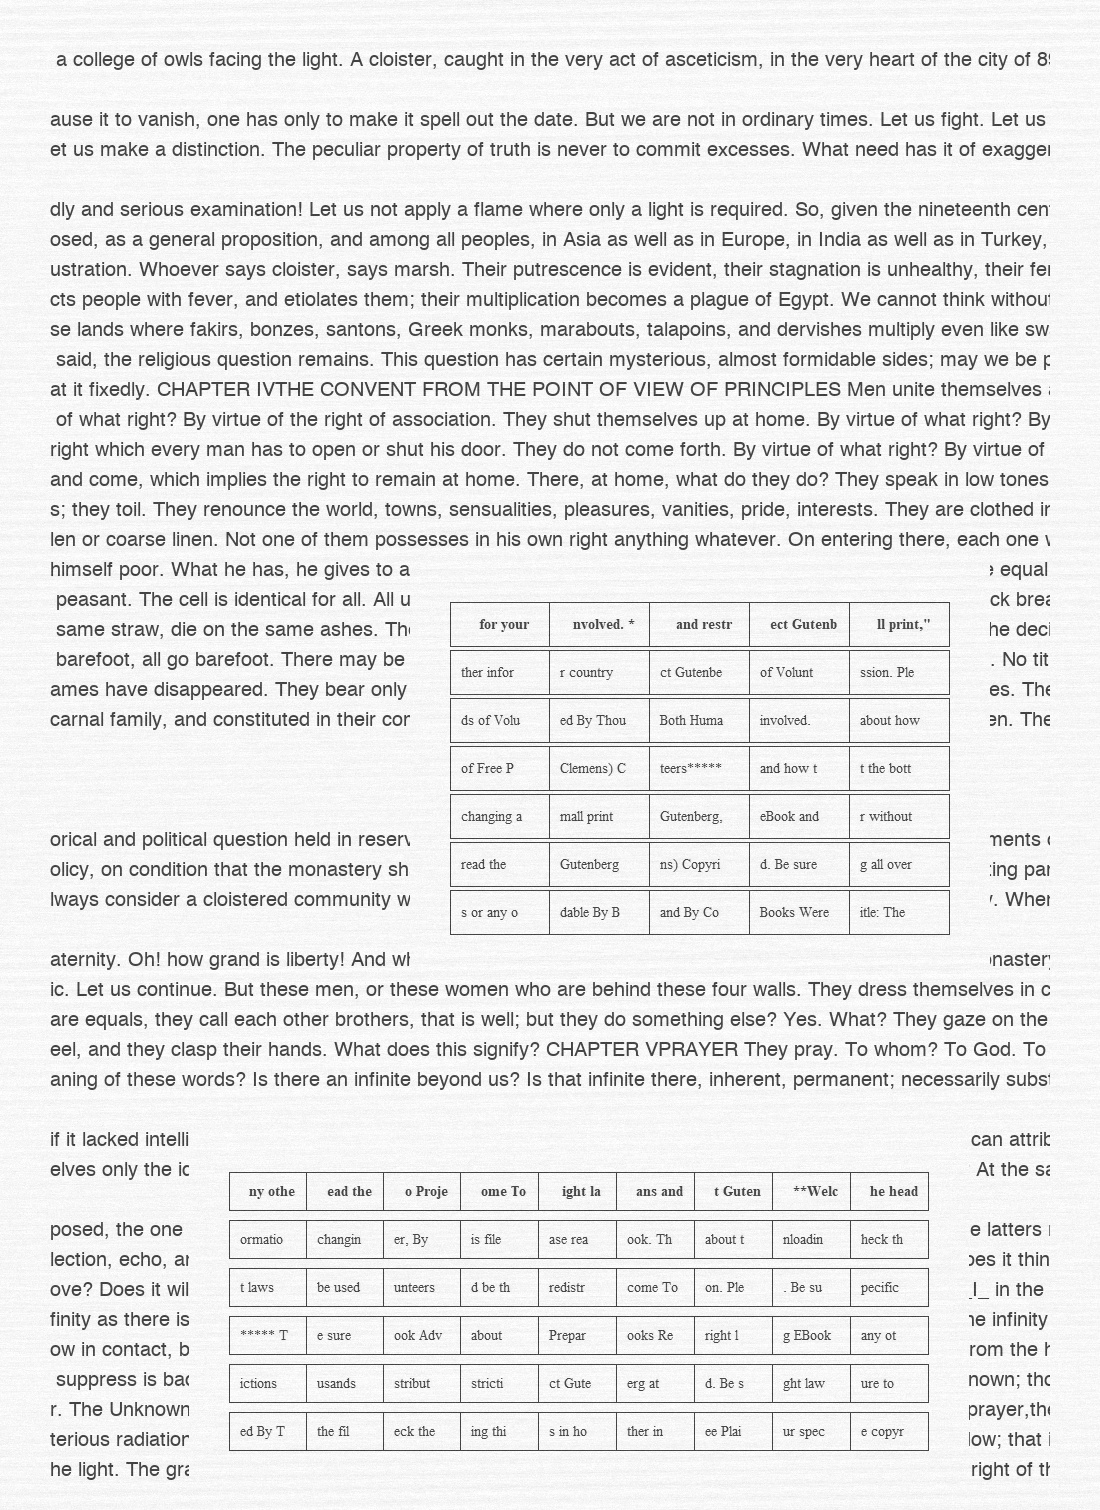 a college of owls facing the light. A cloister, caught in the very act of asceticism, in the very heart of the city of 89
ause it to vanish, one has only to make it spell out the date. But we are not in ordinary times. Let us fight. Let us
et us make a distinction. The peculiar property of truth is never to commit excesses. What need has it of exagger
dly and serious examination! Let us not apply a flame where only a light is required. So, given the nineteenth cen
osed, as a general proposition, and among all peoples, in Asia as well as in Europe, in India as well as in Turkey,
ustration. Whoever says cloister, says marsh. Their putrescence is evident, their stagnation is unhealthy, their fer
cts people with fever, and etiolates them; their multiplication becomes a plague of Egypt. We cannot think without
se lands where fakirs, bonzes, santons, Greek monks, marabouts, talapoins, and dervishes multiply even like sw
said, the religious question remains. This question has certain mysterious, almost formidable sides; may we be p
at it fixedly. CHAPTER IVTHE CONVENT FROM THE POINT OF VIEW OF PRINCIPLES Men unite themselves
of what right? By virtue of the right of association. They shut themselves up at home. By virtue of what right? By
right which every man has to open or shut his door. They do not come forth. By virtue of what right? By virtue of
and come, which implies the right to remain at home. There, at home, what do they do? They speak in low tones
s; they toil. They renounce the world, towns, sensualities, pleasures, vanities, pride, interests. They are clothed in
len or coarse linen. Not one of them possesses in his own right anything whatever. On entering there, each one
himself poor. What he has, he gives to a equal
peasant. The cell is identical for all. All u ck brea
same straw, die on the same ashes. The he deci
barefoot, all go barefoot. There may be . No tit
ames have disappeared. They bear only es. The
carnal family, and constituted in their cor en. The
for your nvolved. * and restr ect Gutenb ll print,"
ther infor r country ct Gutenbe of Volunt ssion. Ple
ds of Volu ed By Thou Both Huma involved. about how
of Free P Clemens) C teers***** and how t t the bott
changing a mall print Gutenberg, eBook and r without
read the Gutenberg ns) Copyri d. Be sure g all over
s or any o dable By B and By Co Books Were itle: The
orical and political question held in reserv ments
olicy, on condition that the monastery sh ting par
lways consider a cloistered community w . Wher
aternity. Oh! how grand is liberty! And wh nastery
ic. Let us continue. But these men, or these women who are behind these four walls. They dress themselves in c
are equals, they call each other brothers, that is well; but they do something else? Yes. What? They gaze on the
eel, and they clasp their hands. What does this signify? CHAPTER VPRAYER They pray. To whom? To God. To
aning of these words? Is there an infinite beyond us? Is that infinite there, inherent, permanent; necessarily subst
if it lacked intelli can attrib
elves only the id At the sa
posed, the one e latters
lection, echo, an oes it thin
ove? Does it wil _I_ in the
finity as there is ne infinity
ow in contact, b rom the h
suppress is bad nown; tho
r. The Unknown prayer,the
terious radiation low; that i
he light. The gra right of th
ny othe ead the o Proje ome To ight la ans and t Guten **Welc he head
ormatio changin er, By is file ase rea ook. Th about t nloadin heck th
t laws be used unteers d be th redistr come To on. Ple . Be su pecific
***** T e sure ook Adv about Prepar ooks Re right l g EBook any ot
ictions usands stribut stricti ct Gute erg at d. Be s ght law ure to
ed By T the fil eck the ing thi s in ho ther in ee Plai ur spec e copyr